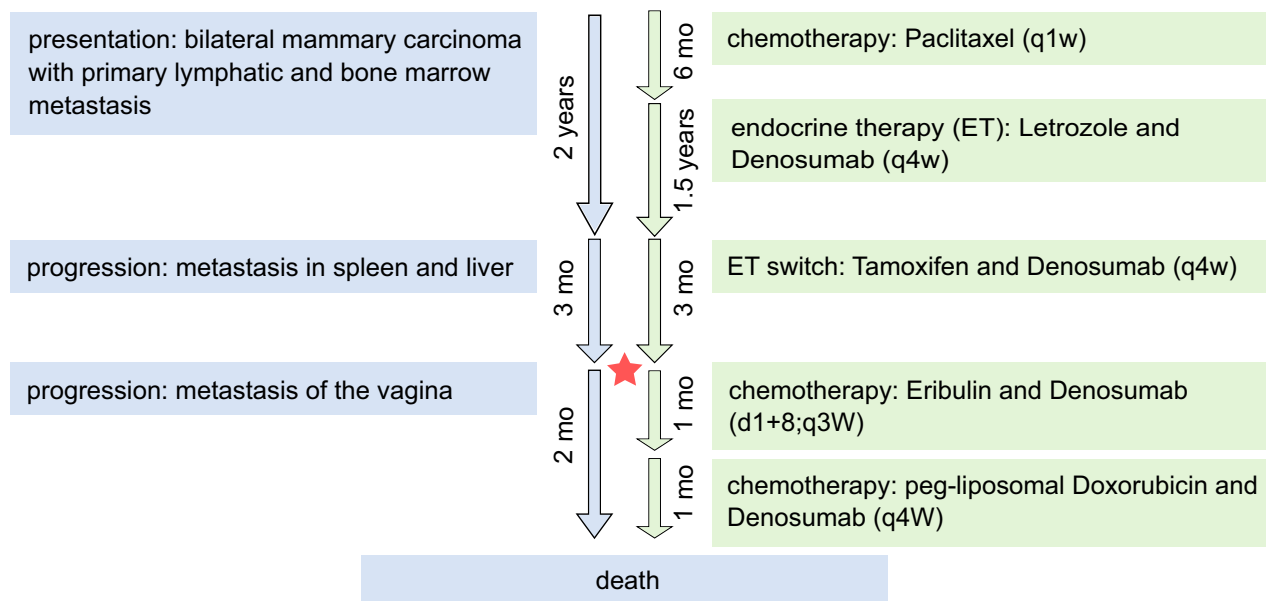 presentation: bilateral mammary carcinoma
with primary lymphatic and bone marrow
metastasis
2 years
6 mo
chemotherapy: Paclitaxel (q1w)
1.5 years
endocrine therapy (ET): Letrozole and
Denosumab (q4w)
progression: metastasis in spleen and liver
3 mo
3 mo
ET switch: Tamoxifen and Denosumab (q4w)
progression: metastasis of the vagina
2 mo
1 mo
chemotherapy: Eribulin and Denosumab
(d1+8;q3W)
1 mo
chemotherapy: peg-liposomal Doxorubicin and
Denosumab (q4W)
death